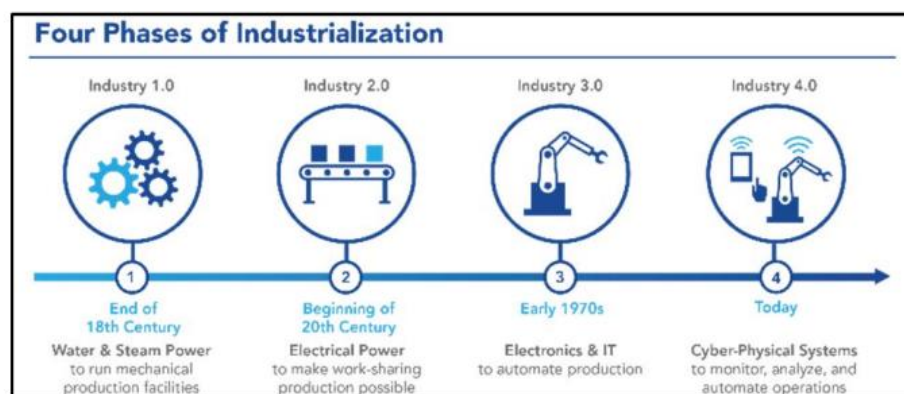 Four Phases of Industrialization
Industry 1.0
Industry 2.0
Industry 3.0
Industry 4.0
1
2
3
4
End of
18th Century
Water & Steam Power
to run mechanical
production facilities
Beginning of
20th Century
Electrical Power
to make work-sharing
production possible
Early 1970s
Electronics & IT
to automate production
Today
Cyber-Physical Systems
to monitor, analyze, and
automate operations